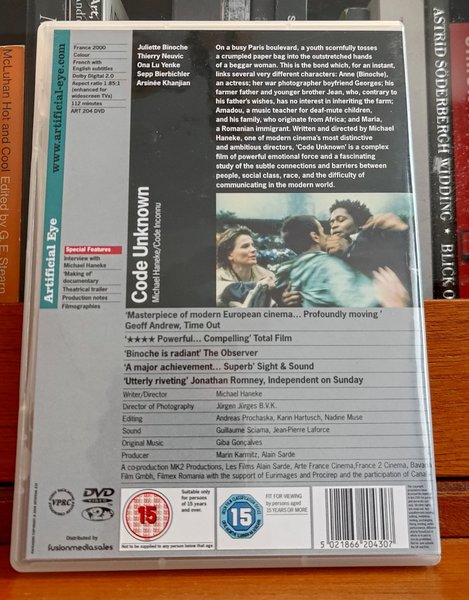 McLuhan Hot and Cool Edited by G. E. Stearn
ASTRID SÖDERBERGH WIDDING ★ BLICK O
www.artificial-eye.com
Artificial Eye
France 2000
Colour
French with
English subtitles
Dolby Digital 2.0
Aspect ratio 1.85:1
(enhanced for
widescreen TVs)
112 minutes
ART 204 DVD
Special Features
Interview with
Michael Haneke
'Making of'
documentary
Theatrical trailer
Production notes
Filmographies
Code Unknown
Michael Haneke/Code Inconnu
Juliette Binoche
Thierry Neuvic
Ona Lu Yenke
Sepp Bierbichler
Arsinée Khanjian
On a busy Paris boulevard, a youth scornfully tosses
a crumpled paper bag into the outstretched hands
of a beggar woman. This is the bond which, for an instant,
links several very different characters: Anne (Binoche),
an actress; her war photographer boyfriend Georges; his
farmer father and younger brother Jean, who, contrary to
his father's wishes, has no interest in inheriting the farm;
Amadou, a music teacher for deaf-mute children,
and his family, who originate from Africa; and Maria,
a Romanian immigrant. Written and directed by Michael
Haneke, one of modern cinema's most distinctive
and ambitious directors, 'Code Unknown' is a complex
film of powerful emotional force and a fascinating
study of the subtle connections and barriers between
people, social class, race, and the difficulty of
communicating in the modern world.
'Masterpiece of modern European cinema... Profoundly moving'
Geoff Andrew, Time Out
'★★★★ Powerful... Compelling' Total Film
'Binoche is radiant' The Observer
'A major achievement... Superb' Sight & Sound
'Utterly riveting' Jonathan Romney, Independent on Sunday
Writer/Director Michael Haneke
Director of Photography Jürgen Jürges B.V.K.
Editing Andreas Prochaska, Karin Hartusch, Nadine Muse
Sound Guillaume Sciama, Jean-Pierre Laforce
Original Music Giba Gonçalves
Producer Marin Karmitz, Alain Sarde
A co-production MK2 Productions, Les Films Alain Sarde, Arte France Cinema, France 2 Cinema, Bavaria
Film Gmbh, Filmex Romania with the support of Eurimages and Procirep and the participation of Canal+
VPRC
DVD
VIDEO
Distributed by
fusionmediasales
15
Suitable only for
persons of 15 years
and over.
Not to be supplied to any person below that age
15
FIT FOR VIEWING
by persons aged
15 YEARS OR MORE
5 021866 204307